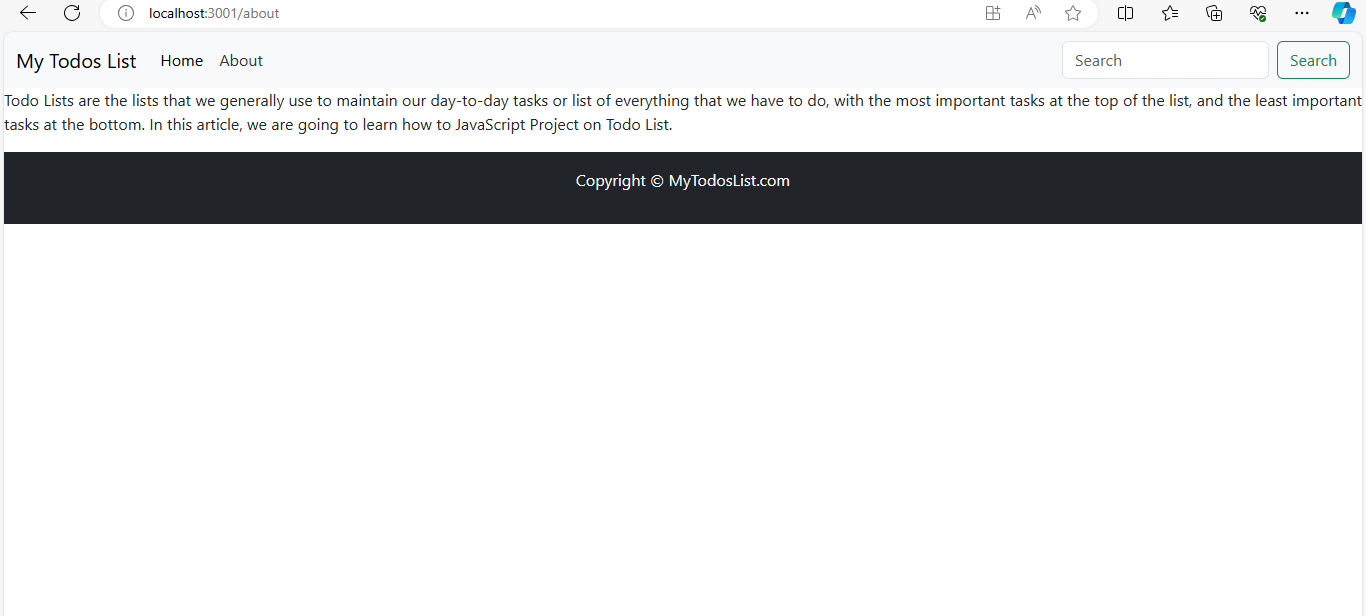 localhost:3001/about
My Todos List Home About Search Search
Todo Lists are the lists that we generally use to maintain our day-to-day tasks or list of everything that we have to do, with the most important tasks at the top of the list, and the least important
tasks at the bottom. In this article, we are going to learn how to JavaScript Project on Todo List.
Copyright © MyTodosList.com